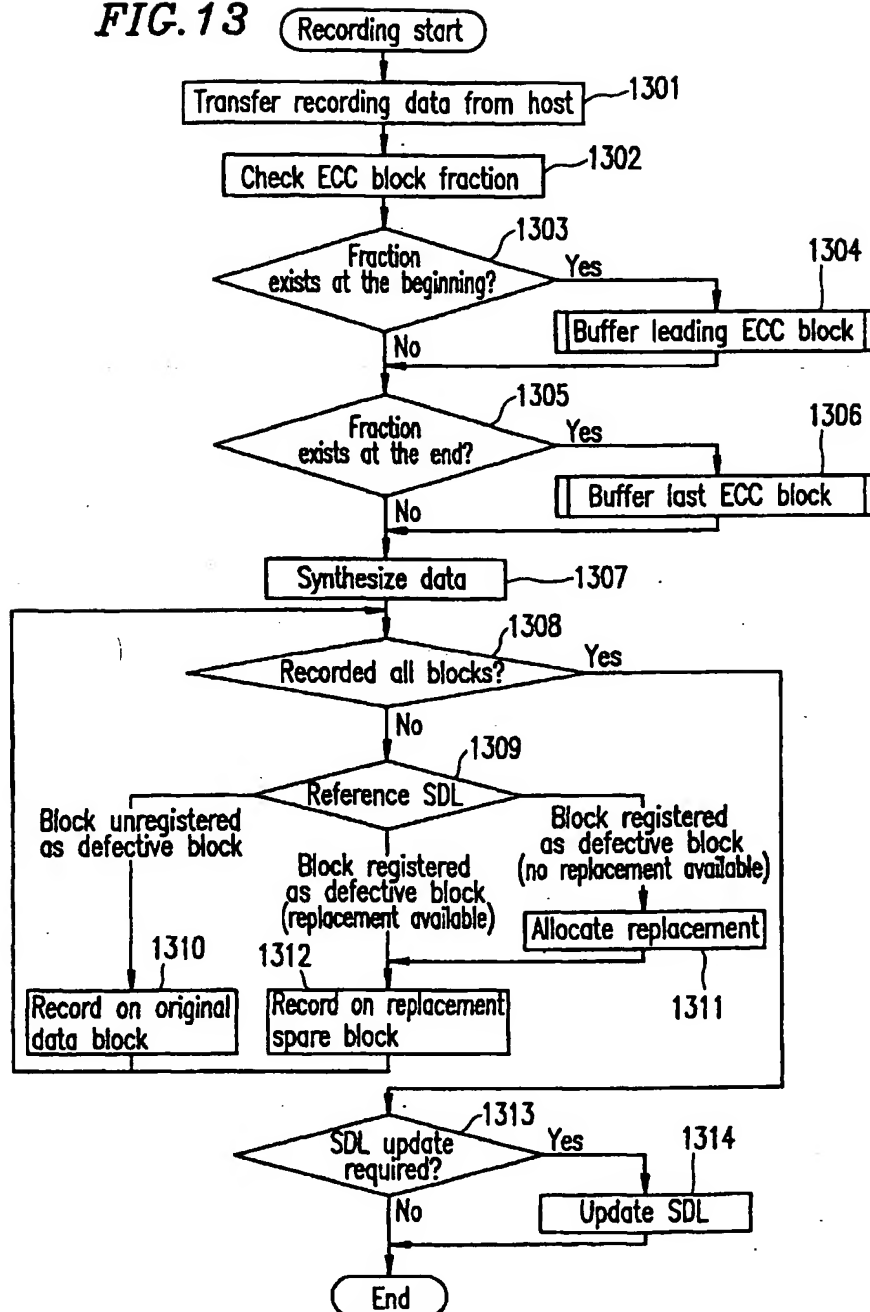 FIG.13
Recording start
Transfer recording data from host
1301
Check ECC block fraction
1302
1303
Fraction
exists at the beginning?
Yes
1304
Buffer leading ECC block
No
1305
Fraction
exists at the end?
Yes
1306
Buffer last ECC block
No
Synthesize data
1307
1308
Recorded all blocks?
Yes
No
1309
Reference SDL
Block unregistered
as defective block
Block registered
as defective block
(replacement available)
Block registered
as defective block
(no replacement available)
Allocate replacement
1311
1310
Record on original
data block
1312
Record on replacement
spare block
1313
SDL update
required?
Yes
1314
Update SDL
No
End